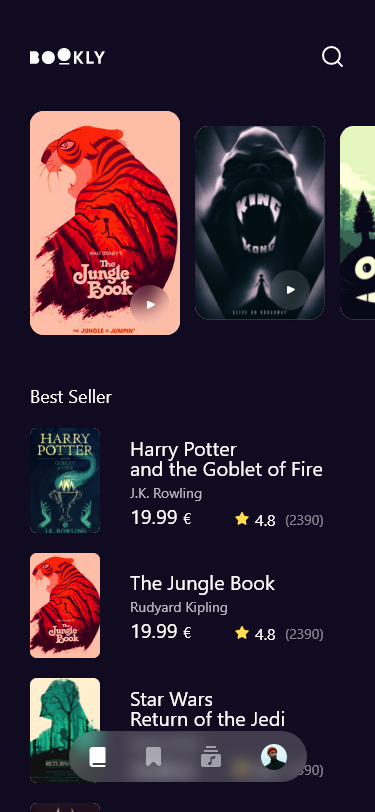 BOOKLY
WALT DISNEY'S
The
Jungle
Book
THE JUNGLE is JUMPIN'
KING
KONG
ALIVE ON BROADWAY
Best Seller
HARRY
POTTER
GOBLET
OF FIRE
J.K. ROWLING
Harry Potter
and the Goblet of Fire
J.K. Rowling
19.99 €
4.8 (2390)
The
Jungle
Book
The Jungle Book
Rudyard Kipling
19.99 €
4.8 (2390)
RETURN
Star Wars
Return of the Jedi
390)